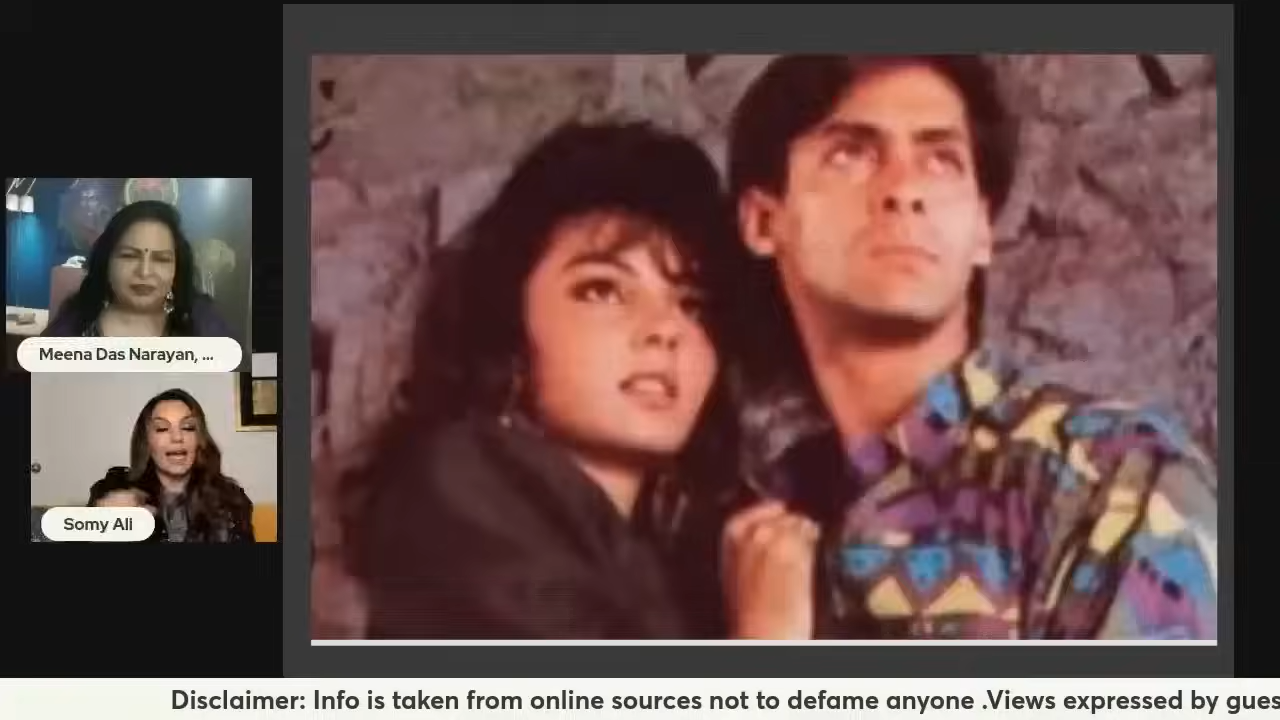 Meena Das Narayan, ...
Somy Ali
Disclaimer: Info is taken from online sources not to defame anyone .Views expressed by gues